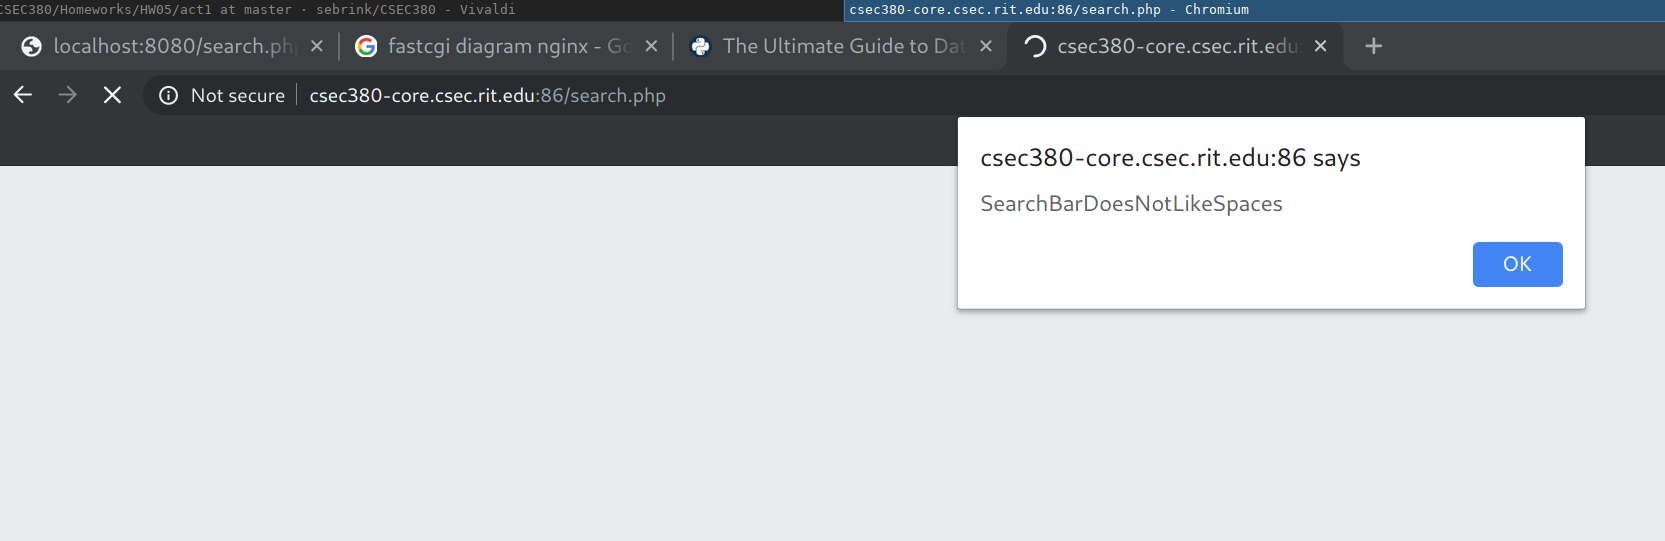 CSEC380/Homeworks/HW05/act1 at master · sebrink/CSEC380 - Vivaldi
csec380-core.csec.rit.edu:86/search.php - Chromium
localhost:8080/search.ph
fastcgi diagram nginx - Go
The Ultimate Guide to Dat
csec380-core.csec.rit.edu:
Not secure
csec380-core.csec.rit.edu:86/search.php
csec380-core.csec.rit.edu:86 says
SearchBarDoesNotLikeSpaces
OK